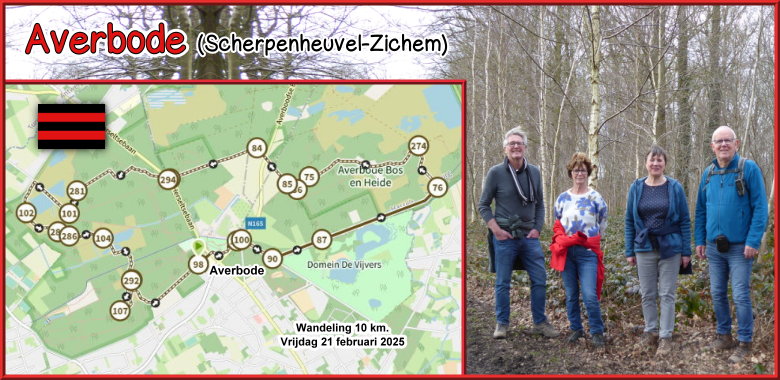 Averbode (Scherpenheuvel-Zichem)
84
274
294
75
85
Averbode Bos
en Heide
281
76
102
101
N165
286
104
100
87
90
98
Averbode
Domein De Vijvers
292
107
Wandeling 10 km.
Vrijdag 21 februari 2025